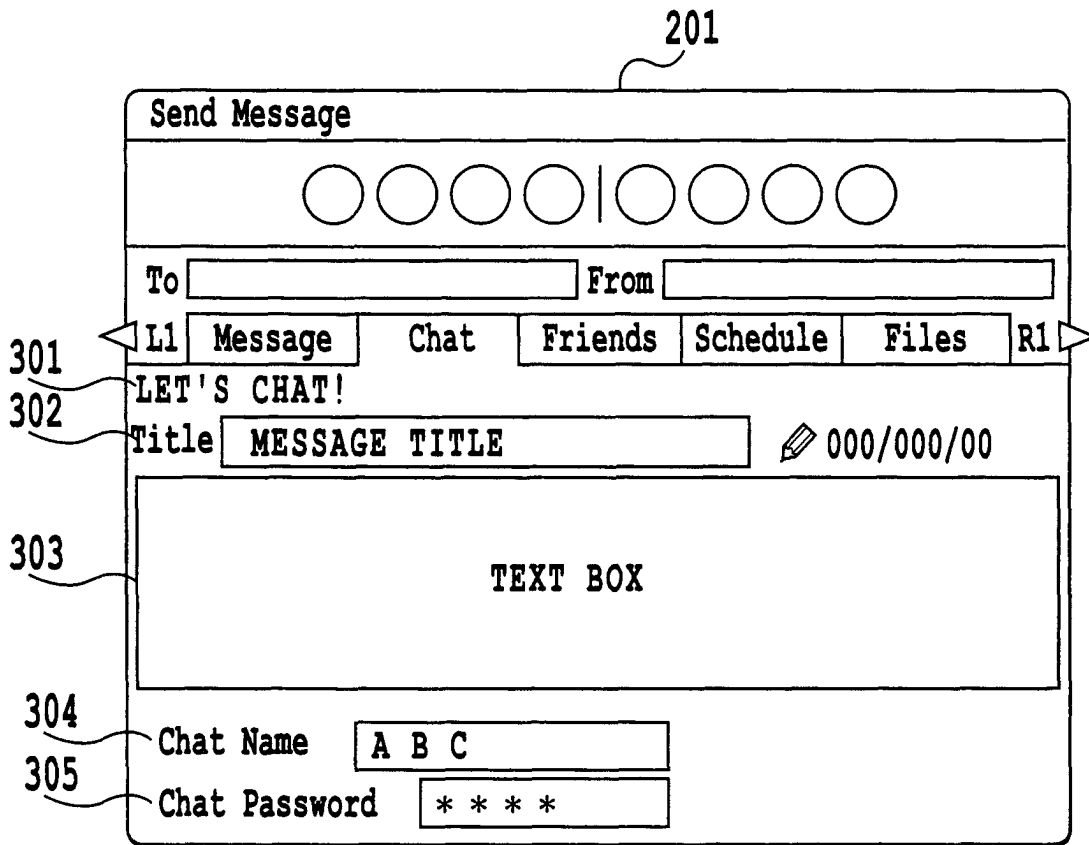 201
Send Message
To From
L1 Message Chat Friends Schedule Files R1
301
LET'S CHAT!
302
Title MESSAGE TITLE 000/000/00
303
TEXT BOX
304
Chat Name A B C
305
Chat Password ＊＊＊＊